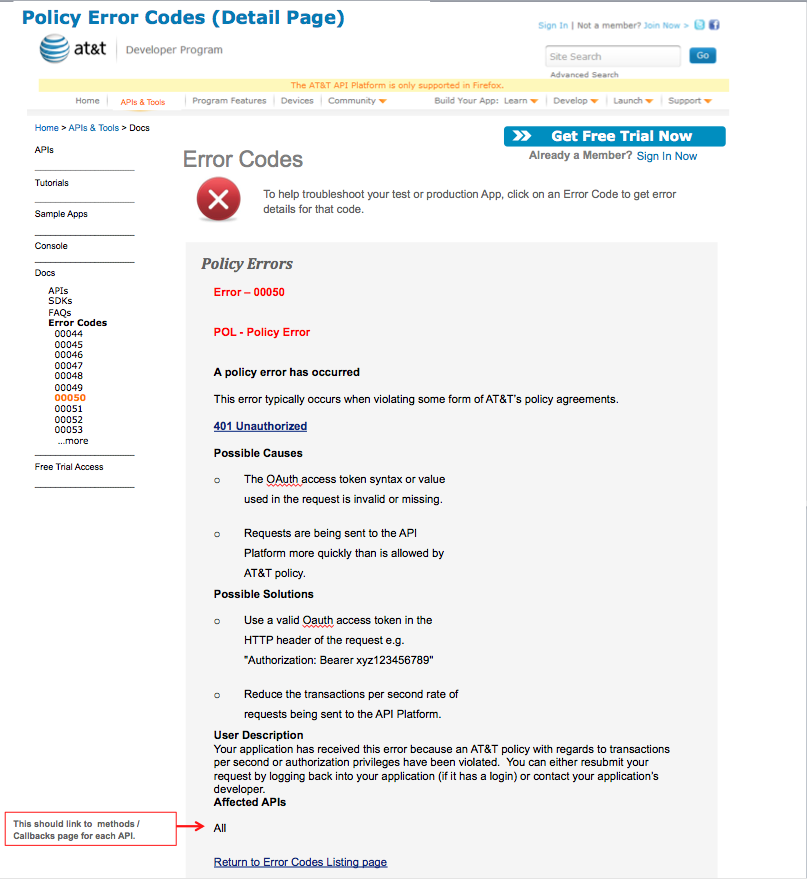 Policy Error Codes (Detail Page)
Sign In | Not a member? Join Now >
at&t Developer Program
Site Search Go
Advanced Search
The AT&T API Platform is only supported in Firefox.
Home APIs & Tools Program Features Devices Community Build Your App: Learn Develop Launch Support
Home > APIs & Tools > Docs
Get Free Trial Now
Already a Member? Sign In Now
APIs
Tutorials
Sample Apps
Console
Docs
APIs
SDKs
FAQs
Error Codes
00044
00045
00046
00047
00048
00049
00050
00051
00052
00053
...more
Free Trial Access
Error Codes
To help troubleshoot your test or production App, click on an Error Code to get error
details for that code.
Policy Errors
Error – 00050
POL - Policy Error
A policy error has occurred
This error typically occurs when violating some form of AT&T's policy agreements.
401 Unauthorized
Possible Causes
o The OAuth access token syntax or value
used in the request is invalid or missing.
o Requests are being sent to the API
Platform more quickly than is allowed by
AT&T policy.
Possible Solutions
o Use a valid Oauth access token in the
HTTP header of the request e.g.
"Authorization: Bearer xyz123456789"
o Reduce the transactions per second rate of
requests being sent to the API Platform.
User Description
Your application has received this error because an AT&T policy with regards to transactions
per second or authorization privileges have been violated. You can either resubmit your
request by logging back into your application (if it has a login) or contact your application's
developer.
Affected APIs
This should link to methods /
Callbacks page for each API.
All
Return to Error Codes Listing page